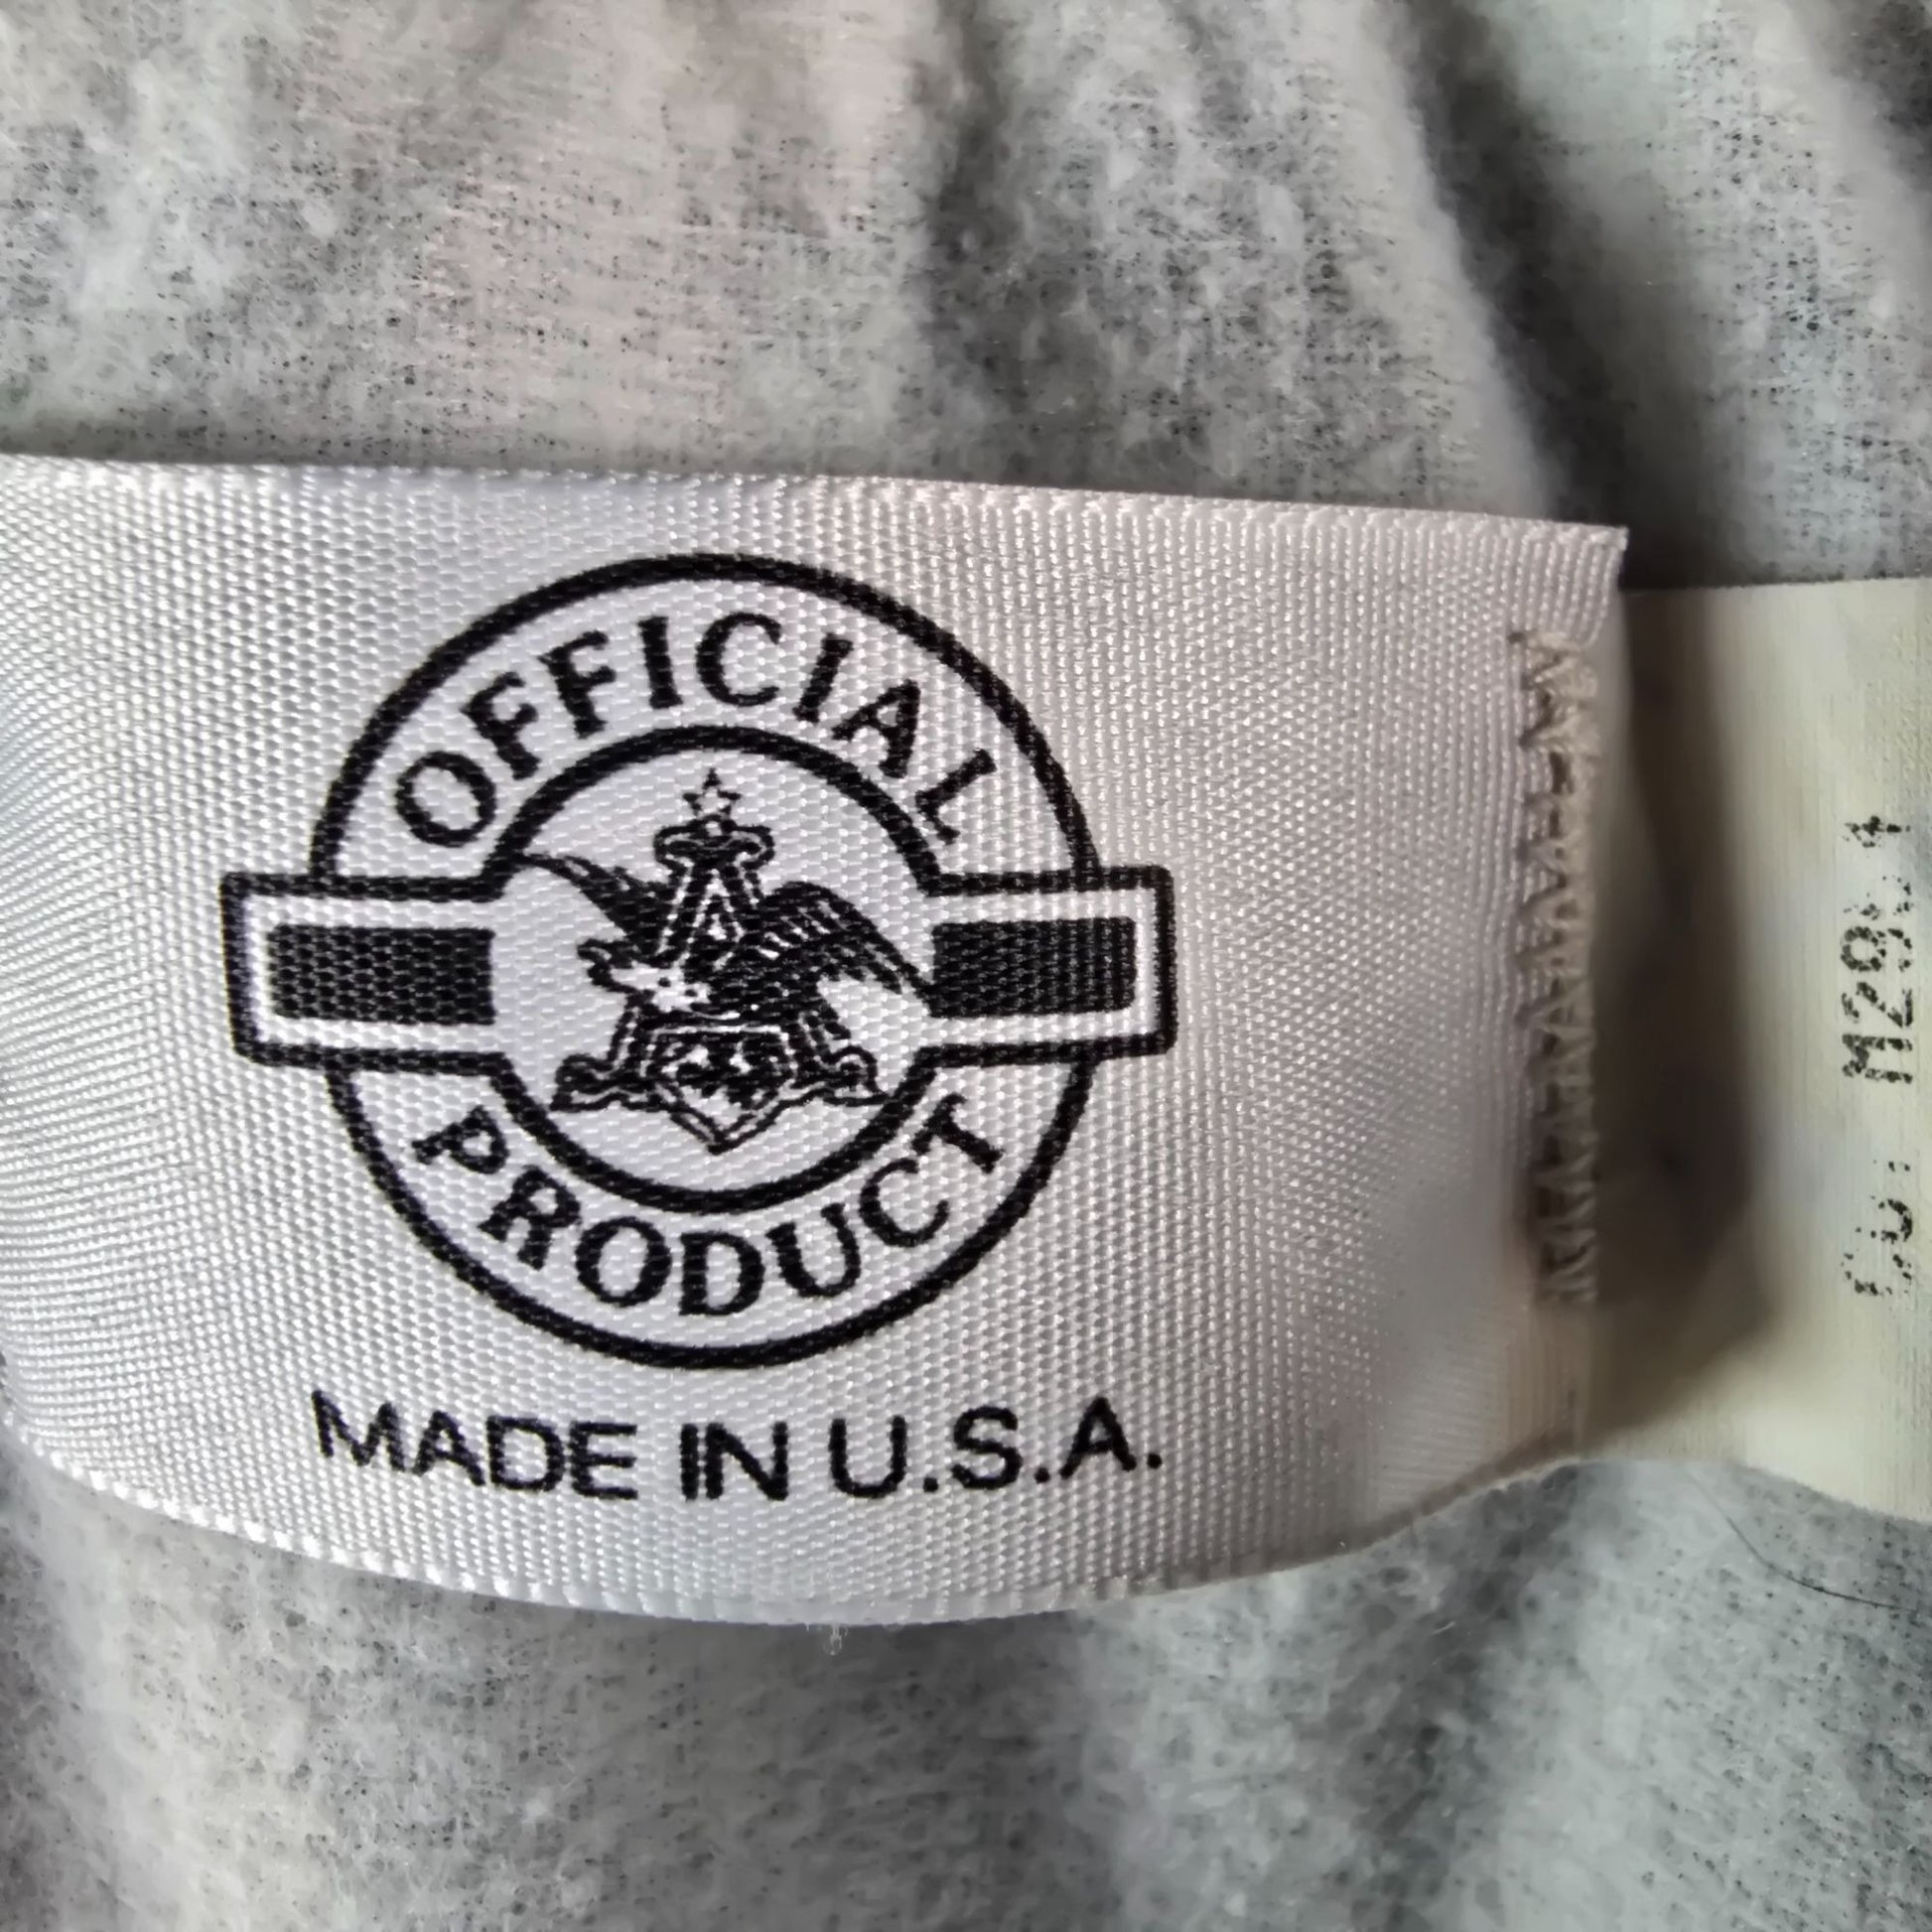 OFFICIAL
PRODUCT
MADE IN U.S.A.